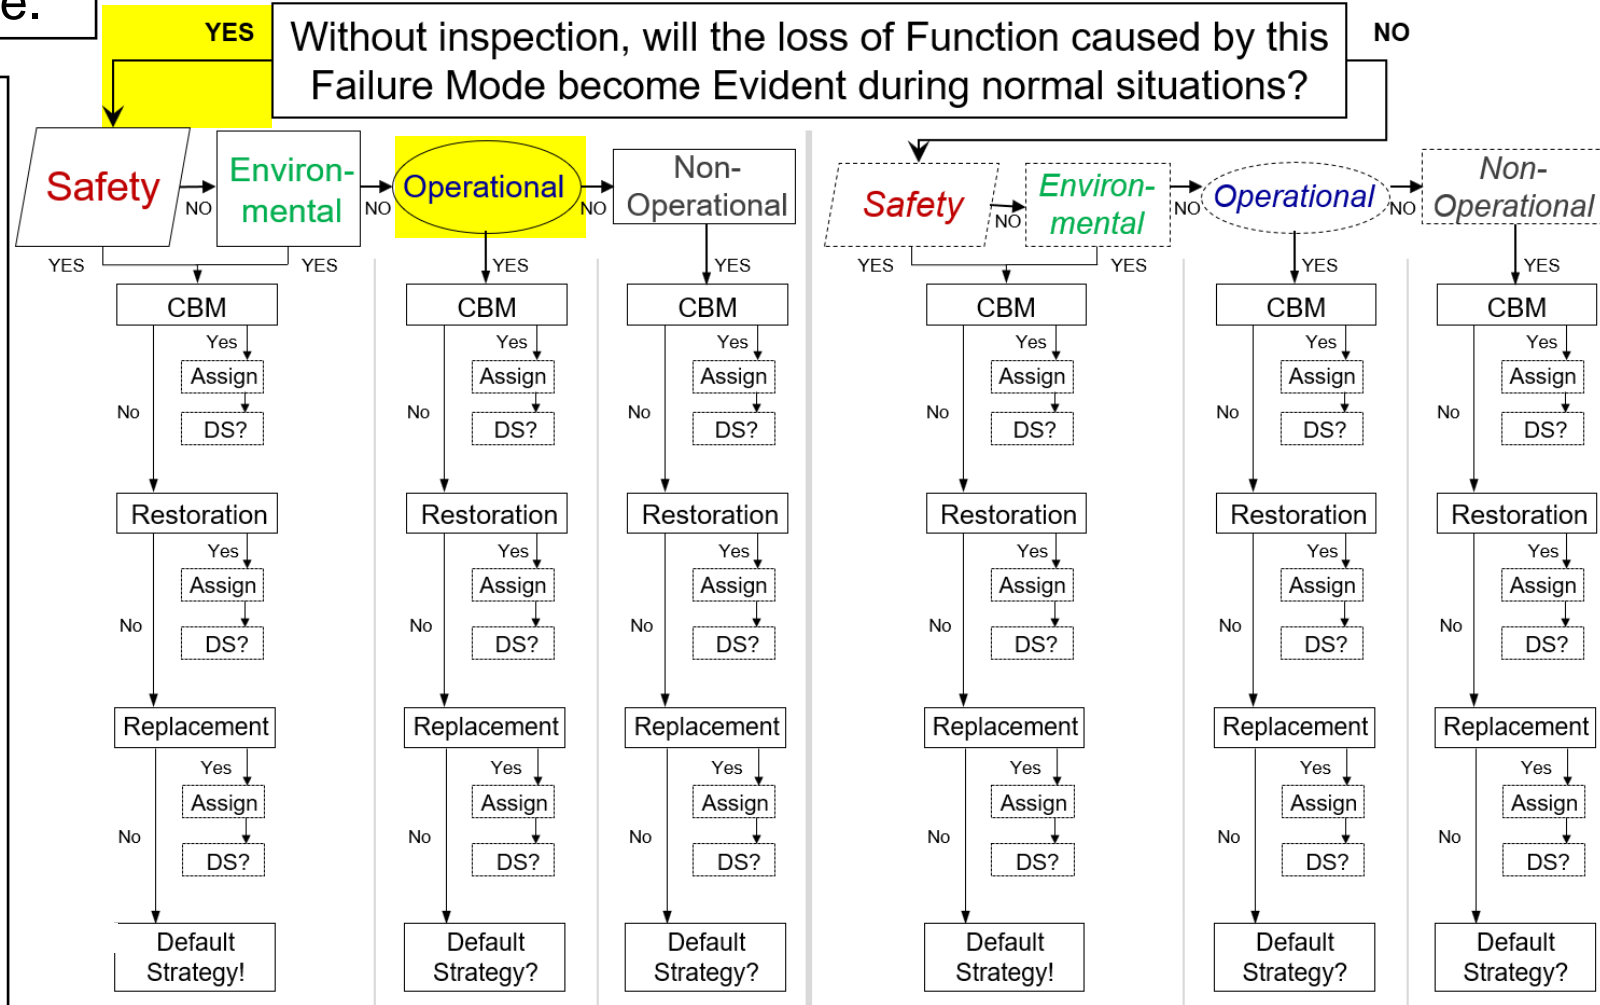 e.
YES
Without inspection, will the loss of Function caused by this
Failure Mode become Evident during normal situations?
NO
Safety
NO
Environ-
mental
NO
Operational
NO
Non-
Operational
Safety
NO
Environ-
mental
NO
Operational
NO
Non-
Operational
YES
YES
YES
YES
YES
YES
YES
YES
CBM
CBM
CBM
CBM
CBM
CBM
Yes
Yes
Yes
Yes
Yes
Yes
Assign
Assign
Assign
Assign
Assign
Assign
No
No
No
No
No
No
DS?
DS?
DS?
DS?
DS?
DS?
Restoration
Restoration
Restoration
Restoration
Restoration
Restoration
Yes
Yes
Yes
Yes
Yes
Yes
Assign
Assign
Assign
Assign
Assign
Assign
No
No
No
No
No
No
DS?
DS?
DS?
DS?
DS?
DS?
Replacement
Replacement
Replacement
Replacement
Replacement
Replacement
Yes
Yes
Yes
Yes
Yes
Yes
Assign
Assign
Assign
Assign
Assign
Assign
No
No
No
No
No
No
DS?
DS?
DS?
DS?
DS?
DS?
Default
Strategy!
Default
Strategy?
Default
Strategy?
Default
Strategy!
Default
Strategy?
Default
Strategy?